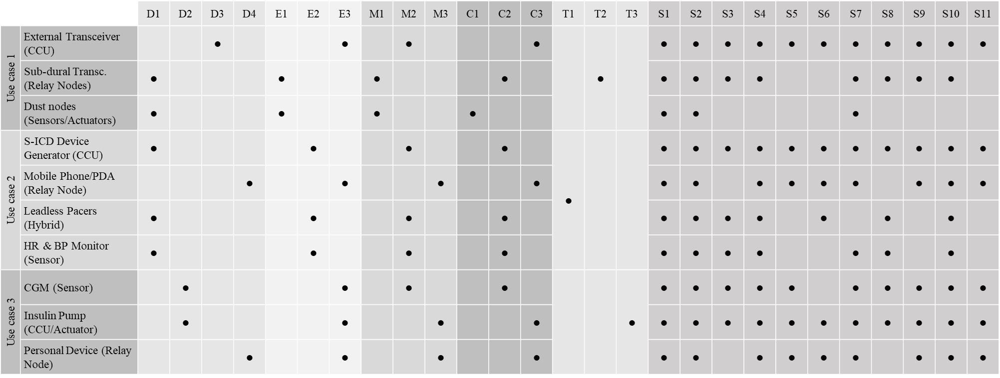 D1 D2 D3 D4 E1 E2 E3 M1 M2 M3 C1 C2 C3 T1 T2 T3 S1 S2 S3 S4 S5 S6 S7 S8 S9 S10 S11
Use case 1
External Transceiver
(CCU)
● ● ● ● ● ● ● ● ● ● ● ● ● ● ●
Sub-dural Transc.
(Relay Nodes)
● ● ● ● ● ● ● ● ● ● ● ● ●
Dust nodes
(Sensors/Actuators)
● ● ● ● ● ● ●
Use case 2
S-ICD Device
Generator (CCU)
● ● ● ● ● ● ● ● ● ● ● ● ● ● ●
Mobile Phone/PDA
(Relay Node)
● ● ● ● ● ● ● ● ● ● ● ● ●
●
Leadless Pacers
(Hybrid)
● ● ● ● ● ● ● ● ● ● ●
HR & BP Monitor
(Sensor)
● ● ● ● ● ● ● ● ● ● ●
Use case 3
CGM (Sensor)
● ● ● ● ● ● ● ● ● ● ● ● ● ●
Insulin Pump
(CCU/Actuator)
● ● ● ● ● ● ● ● ● ● ● ● ● ● ● ●
Personal Device (Relay
Node)
● ● ● ● ● ● ● ● ● ● ● ● ●